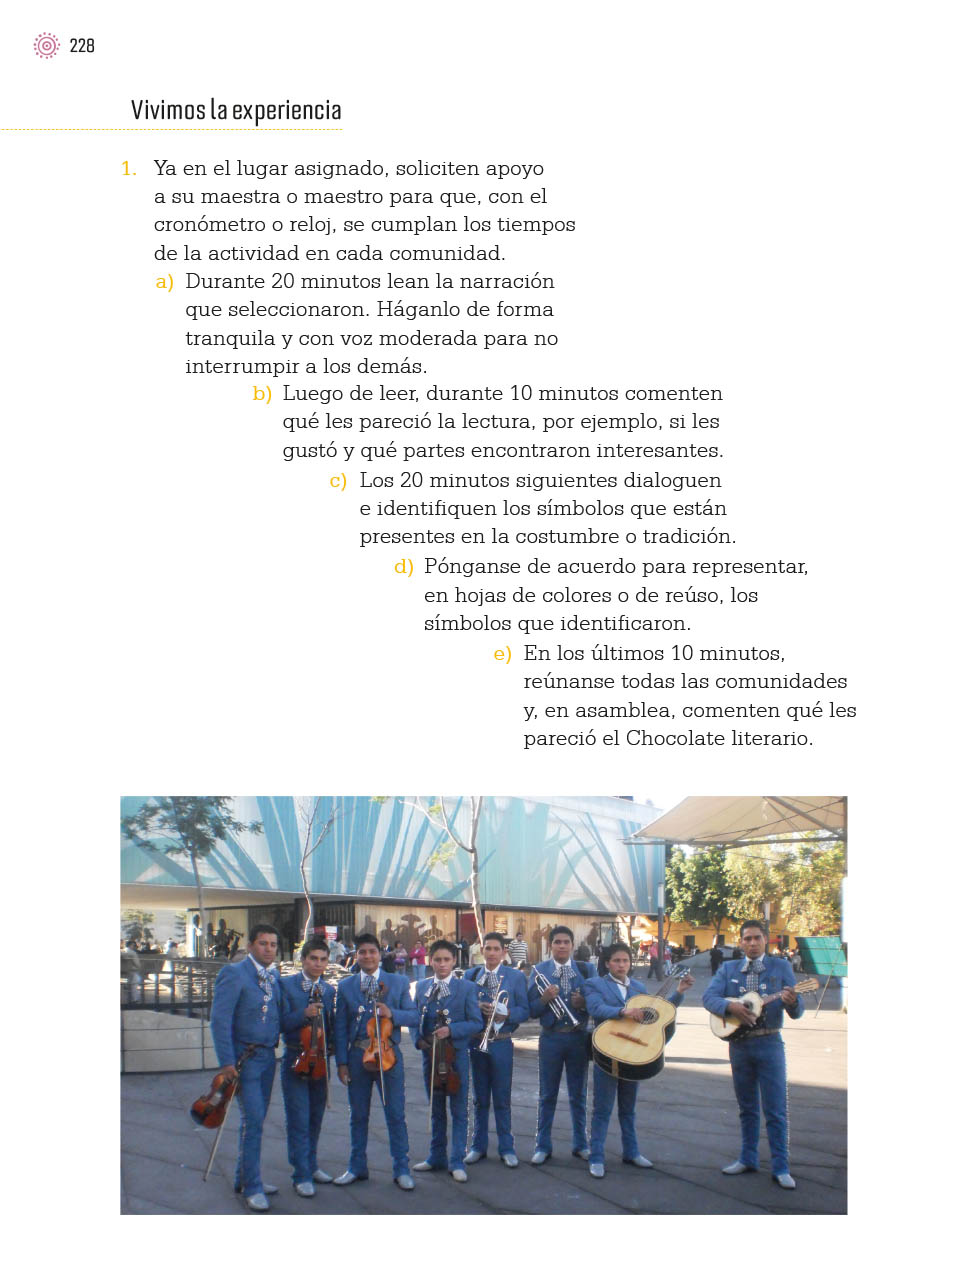 228
Vivimos la experiencia
1. Ya en el lugar asignado, soliciten apoyo
a su maestra o maestro para que, con el
cronómetro o reloj, se cumplan los tiempos
de la actividad en cada comunidad.
a) Durante 20 minutos lean la narración
que seleccionaron. Háganlo de forma
tranquila y con voz moderada para no
interrumpir a los demás.
b) Luego de leer, durante 10 minutos comenten
qué les pareció la lectura, por ejemplo, si les
gustó y qué partes encontraron interesantes.
c) Los 20 minutos siguientes dialoguen
e identifiquen los símbolos que están
presentes en la costumbre o tradición.
d) Pónganse de acuerdo para representar,
en hojas de colores o de reúso, los
símbolos que identificaron.
e) En los últimos 10 minutos,
reúnanse todas las comunidades
y, en asamblea, comenten qué les
pareció el Chocolate literario.